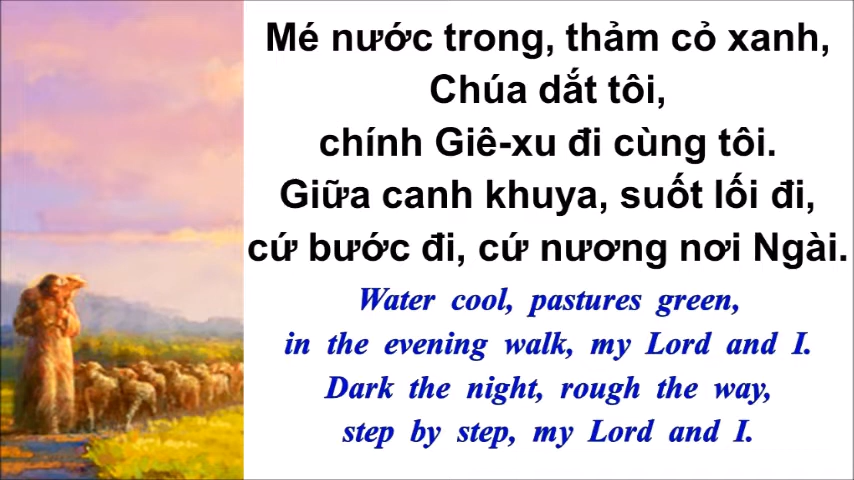 Mé nước trong, thảm cỏ xanh,
Chúa dắt tôi,
chính Giê-xu đi cùng tôi.
Giữa canh khuya, suốt lối đi,
cứ bước đi, cứ nương nơi Ngài.
Water cool, pastures green,
in the evening walk, my Lord and I.
Dark the night, rough the way,
step by step, my Lord and I.